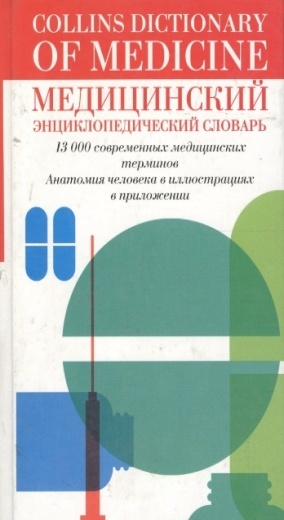 COLLINS DICTIONARY
OF MEDICINE
МЕДИЦИНСКИЙ
ЭНЦИКЛОПЕДИЧЕСКИЙ СЛОВАРЬ
13 000 современных медицинских
терминов
Анатомия человека в иллюстрациях
в приложении